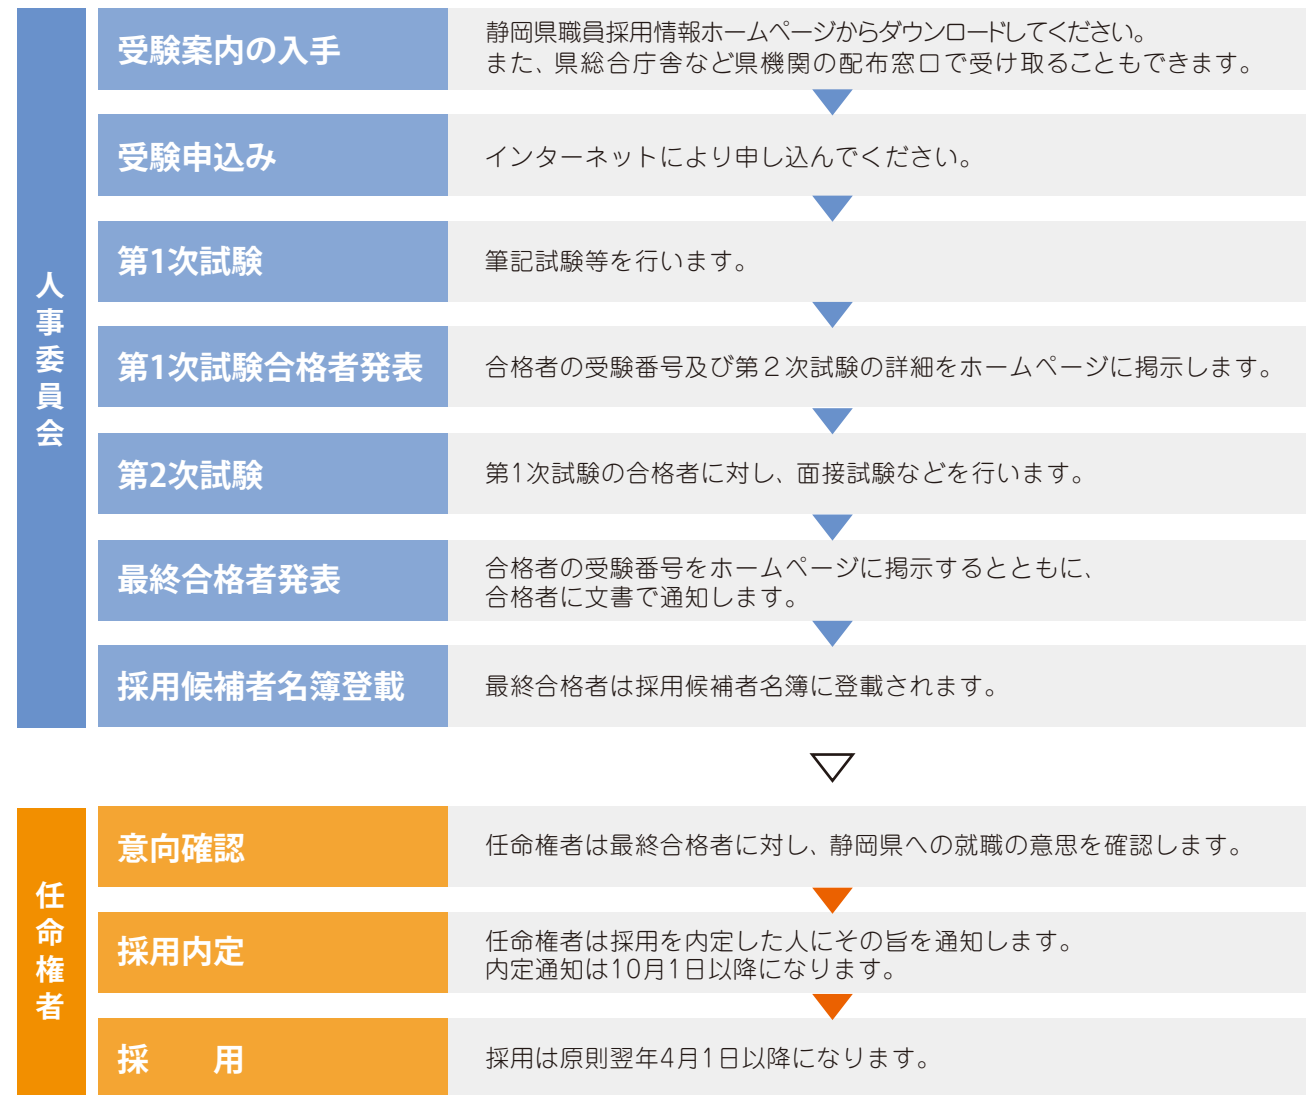 人事委員会
受験案内の入手
静岡県職員採用情報ホームページからダウンロードしてください。
また、県総合庁舎など県機関の配布窓口で受け取ることもできます。
受験申込み
インターネットにより申し込んでください。
第1次試験
筆記試験等を行います。
第1次試験合格者発表
合格者の受験番号及び第２次試験の詳細をホームページに掲示します。
第2次試験
第1次試験の合格者に対し、面接試験などを行います。
最終合格者発表
合格者の受験番号をホームページに掲示するとともに、
合格者に文書で通知します。
採用候補者名簿登載
最終合格者は採用候補者名簿に登載されます。
任命権者
意向確認
任命権者は最終合格者に対し、静岡県への就職の意思を確認します。
採用内定
任命権者は採用を内定した人にその旨を通知します。
内定通知は10月1日以降になります。
採　　用
採用は原則翌年4月1日以降になります。